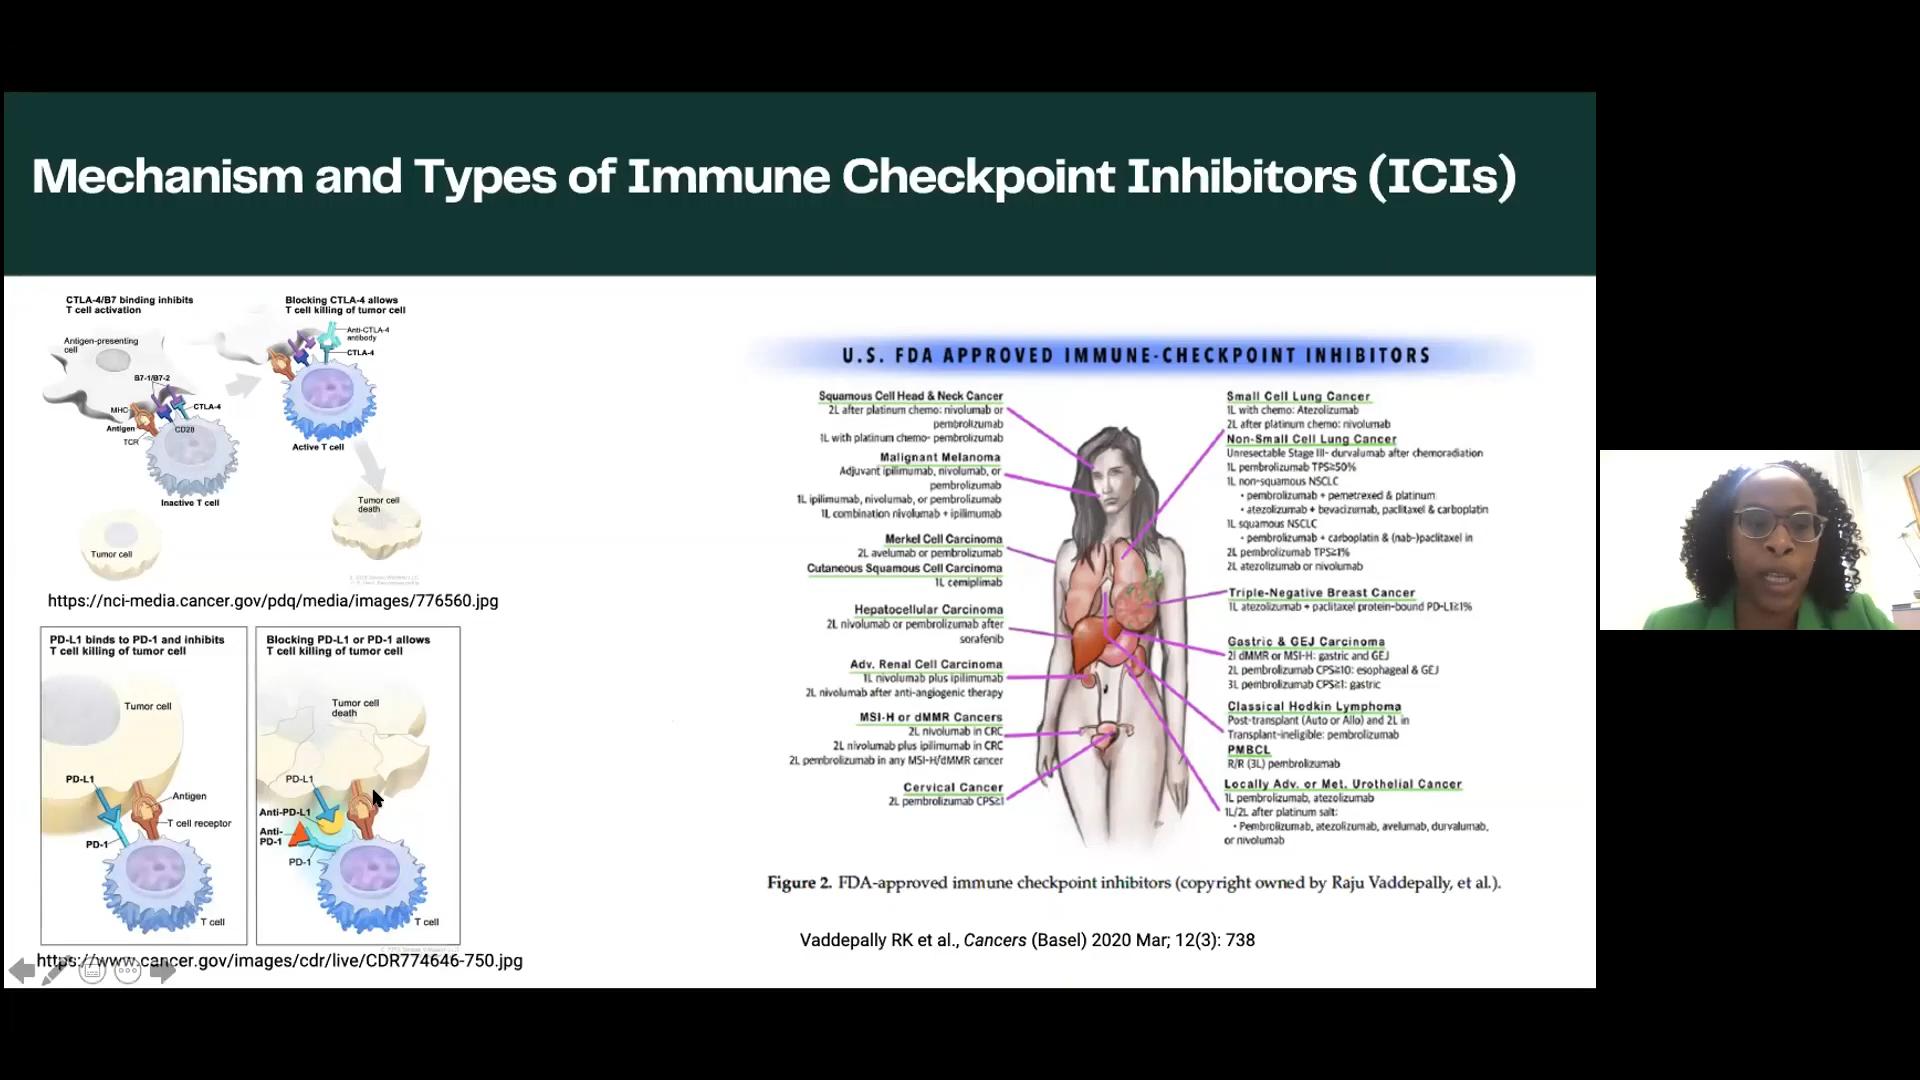 Mechanism and Types of Immune Checkpoint Inhibitors (ICIs)
CTLA-4/B7 binding inhibits
T cell activation
Antigen-presenting
cell
B7-1/B7-2
MHC
CTLA-4
Antigen
CD28
TCR
Inactive T cell
Tumor cell
Blocking CTLA-4 allows
T cell killing of tumor cell
Anti-CTLA-4
antibody
CTLA-4
Active T cell
Tumor cell
death
https://nci-media.cancer.gov/pdq/media/images/776560.jpg
PD-L1 binds to PD-1 and inhibits
T cell killing of tumor cell
Tumor cell
PD-L1
Antigen
T cell receptor
PD-1
T cell
Blocking PD-L1 or PD-1 allows
T cell killing of tumor cell
Tumor cell
death
PD-L1
Anti-PD-L1
Anti-
PD-1
PD-1
T cell
https://www.cancer.gov/images/cdr/live/CDR774646-750.jpg
U.S. FDA APPROVED IMMUNE-CHECKPOINT INHIBITORS
Squamous Cell Head & Neck Cancer
2L after platinum chemo: nivolumab or
pembrolizumab
1L with platinum chemo- pembrolizumab
Malignant Melanoma
Adjuvant ipilimumab, nivolumab, or
pembrolizumab
1L ipilimumab, nivolumab, or pembrolizumab
1L combination nivolumab + ipilimumab
Merkel Cell Carcinoma
2L avelumab or pembrolizumab
Cutaneous Squamous Cell Carcinoma
1L cemiplimab
Hepatocellular Carcinoma
2L nivolumab or pembrolizumab after
sorafenib
Adv. Renal Cell Carcinoma
1L nivolumab plus ipilimumab
2L nivolumab after anti-angiogenic therapy
MSI-H or dMMR Cancers
2L nivolumab in CRC
2L nivolumab plus ipilimumab in CRC
2L pembrolizumab in any MSI-H/dMMR cancer
Cervical Cancer
2L pembrolizumab CPS≥1
Small Cell Lung Cancer
1L with chemo: Atezolizumab
2L after platinum chemo: nivolumab
Non-Small Cell Lung Cancer
Unresectable Stage III- durvalumab after chemoradiation
1L pembrolizumab TPS≥50%
1L non-squamous NSCLC
• pembrolizumab + pemetrexed & platinum
• atezolizumab + bevacizumab, paclitaxel & carboplatin
1L squamous NSCLC
• pembrolizumab + carboplatin & (nab-)paclitaxel in
2L pembrolizumab TPS≥1%
2L atezolizumab or nivolumab
Triple-Negative Breast Cancer
1L atezolizumab + paclitaxel protein-bound PD-L1≥1%
Gastric & GEJ Carcinoma
2l dMMR or MSI-H: gastric and GEJ
2L pembrolizumab CPS≥10: esophageal & GEJ
3L pembrolizumab CPS≥1: gastric
Classical Hodkin Lymphoma
Post-transplant (Auto or Allo) and 2L in
Transplant-ineligible: pembrolizumab
PMBCL
R/R (3L) pembrolizumab
Locally Adv. or Met. Urothelial Cancer
1L pembrolizumab, atezolizumab
1L/2L after platinum salt:
• Pembrolizumab, atezolizumab, avelumab, durvalumab,
or nivolumab
Figure 2. FDA-approved immune checkpoint inhibitors (copyright owned by Raju Vaddepally, et al.).
Vaddepally RK et al., Cancers (Basel) 2020 Mar; 12(3): 738